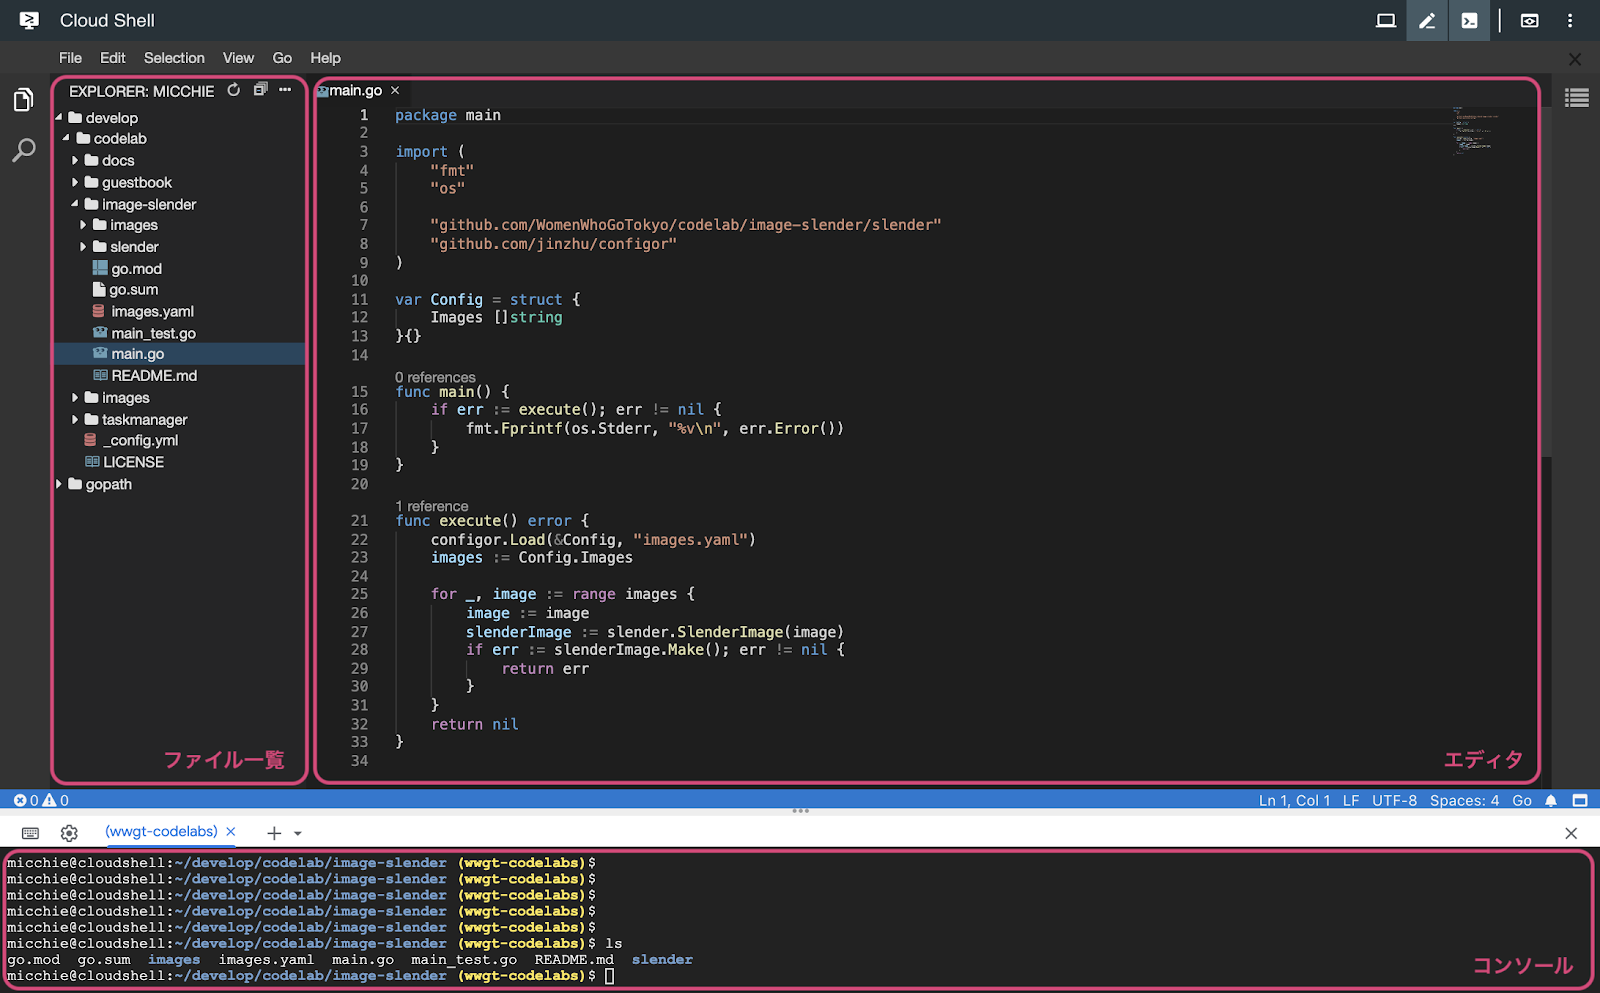 Cloud Shell
File Edit Selection View Go Help
EXPLORER: MICCHIE
develop
codelab
docs
guestbook
image-slender
images
slender
go.mod
go.sum
images.yaml
main_test.go
main.go
README.md
images
taskmanager
_config.yml
LICENSE
gopath
ファイル一覧
main.go
1 package main
2
3 import (
4 "fmt"
5 "os"
6
7 "github.com/WomenWhoGoTokyo/codelab/image-slender/slender"
8 "github.com/jinzhu/configor"
9 )
10
11 var Config = struct {
12 Images []string
13 }{}
14
0 references
15 func main() {
16 if err := execute(); err != nil {
17 fmt.Fprintf(os.Stderr, "%v\n", err.Error())
18 }
19 }
20
1 reference
21 func execute() error {
22 configor.Load(&Config, "images.yaml")
23 images := Config.Images
24
25 for _, image := range images {
26 image := image
27 slenderImage := slender.SlenderImage(image)
28 if err := slenderImage.Make(); err != nil {
29 return err
30 }
31 }
32 return nil
33 }
34
エディタ
0 0 Ln 1, Col 1 LF UTF-8 Spaces: 4 Go
(wwgt-codelabs)
micchie@cloudshell:~/develop/codelab/image-slender (wwgt-codelabs)$
micchie@cloudshell:~/develop/codelab/image-slender (wwgt-codelabs)$
micchie@cloudshell:~/develop/codelab/image-slender (wwgt-codelabs)$
micchie@cloudshell:~/develop/codelab/image-slender (wwgt-codelabs)$
micchie@cloudshell:~/develop/codelab/image-slender (wwgt-codelabs)$
micchie@cloudshell:~/develop/codelab/image-slender (wwgt-codelabs)$ ls
go.mod go.sum images images.yaml main.go main_test.go README.md slender
micchie@cloudshell:~/develop/codelab/image-slender (wwgt-codelabs)$
コンソール